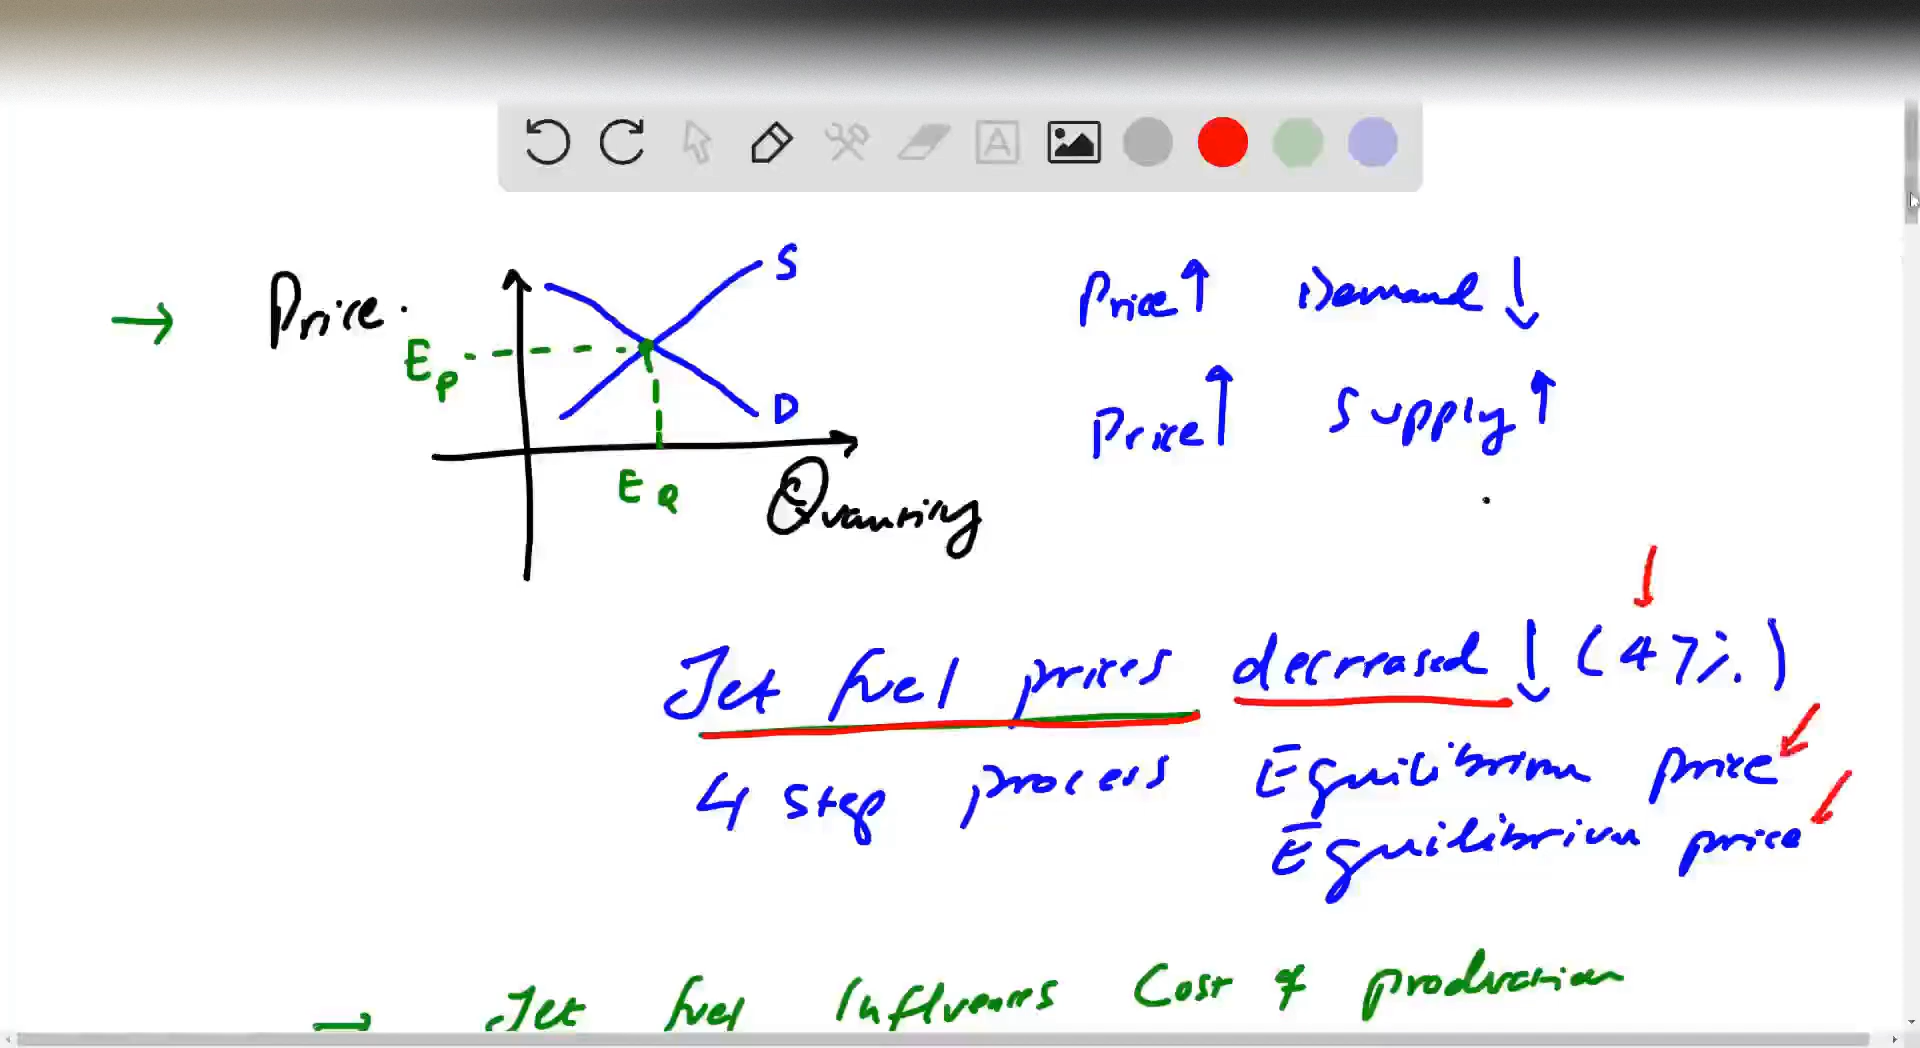 A
S
Price.
Price↑ Demand↓
Ep
D
Price↑ Supply↑
EQ
Quantity
Jet fuel prices decreased ↓ (47%)
4 step process Equilibrium price
Equilibrium price
→ Jet fuel Influences Cost of production